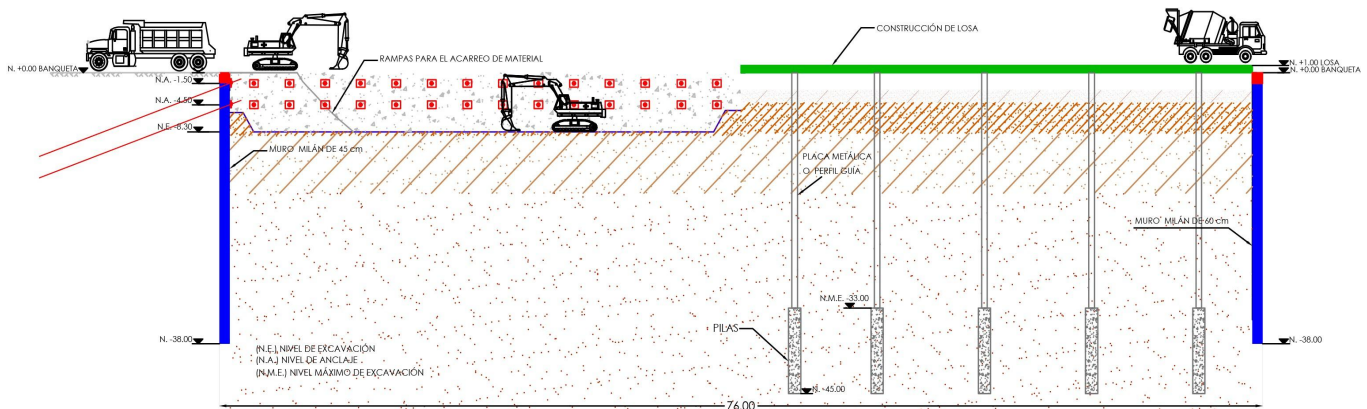 CONSTRUCCIÓN DE LOSA
RAMPAS PARA EL ACARREO DE MATERIAL
N. +0.00 BANQUETA
N. +1.00 LOSA
N. +0.00 BANQUETA
N.A. -1.50
N.A. -4.50
N.E. -8.30
MURO MILÁN DE 45 cm
PLACA METÁLICA
O PERFIL GUÍA
MURO MILÁN DE 60 cm
N.M.E. -33.00
PILAS
N. -38.00
N. -38.00
(N.E.) NIVEL DE EXCAVACIÓN
(N.A.) NIVEL DE ANCLAJE
(N.M.E.) NIVEL MÁXIMO DE EXCAVACIÓN
N. -45.00
76.00